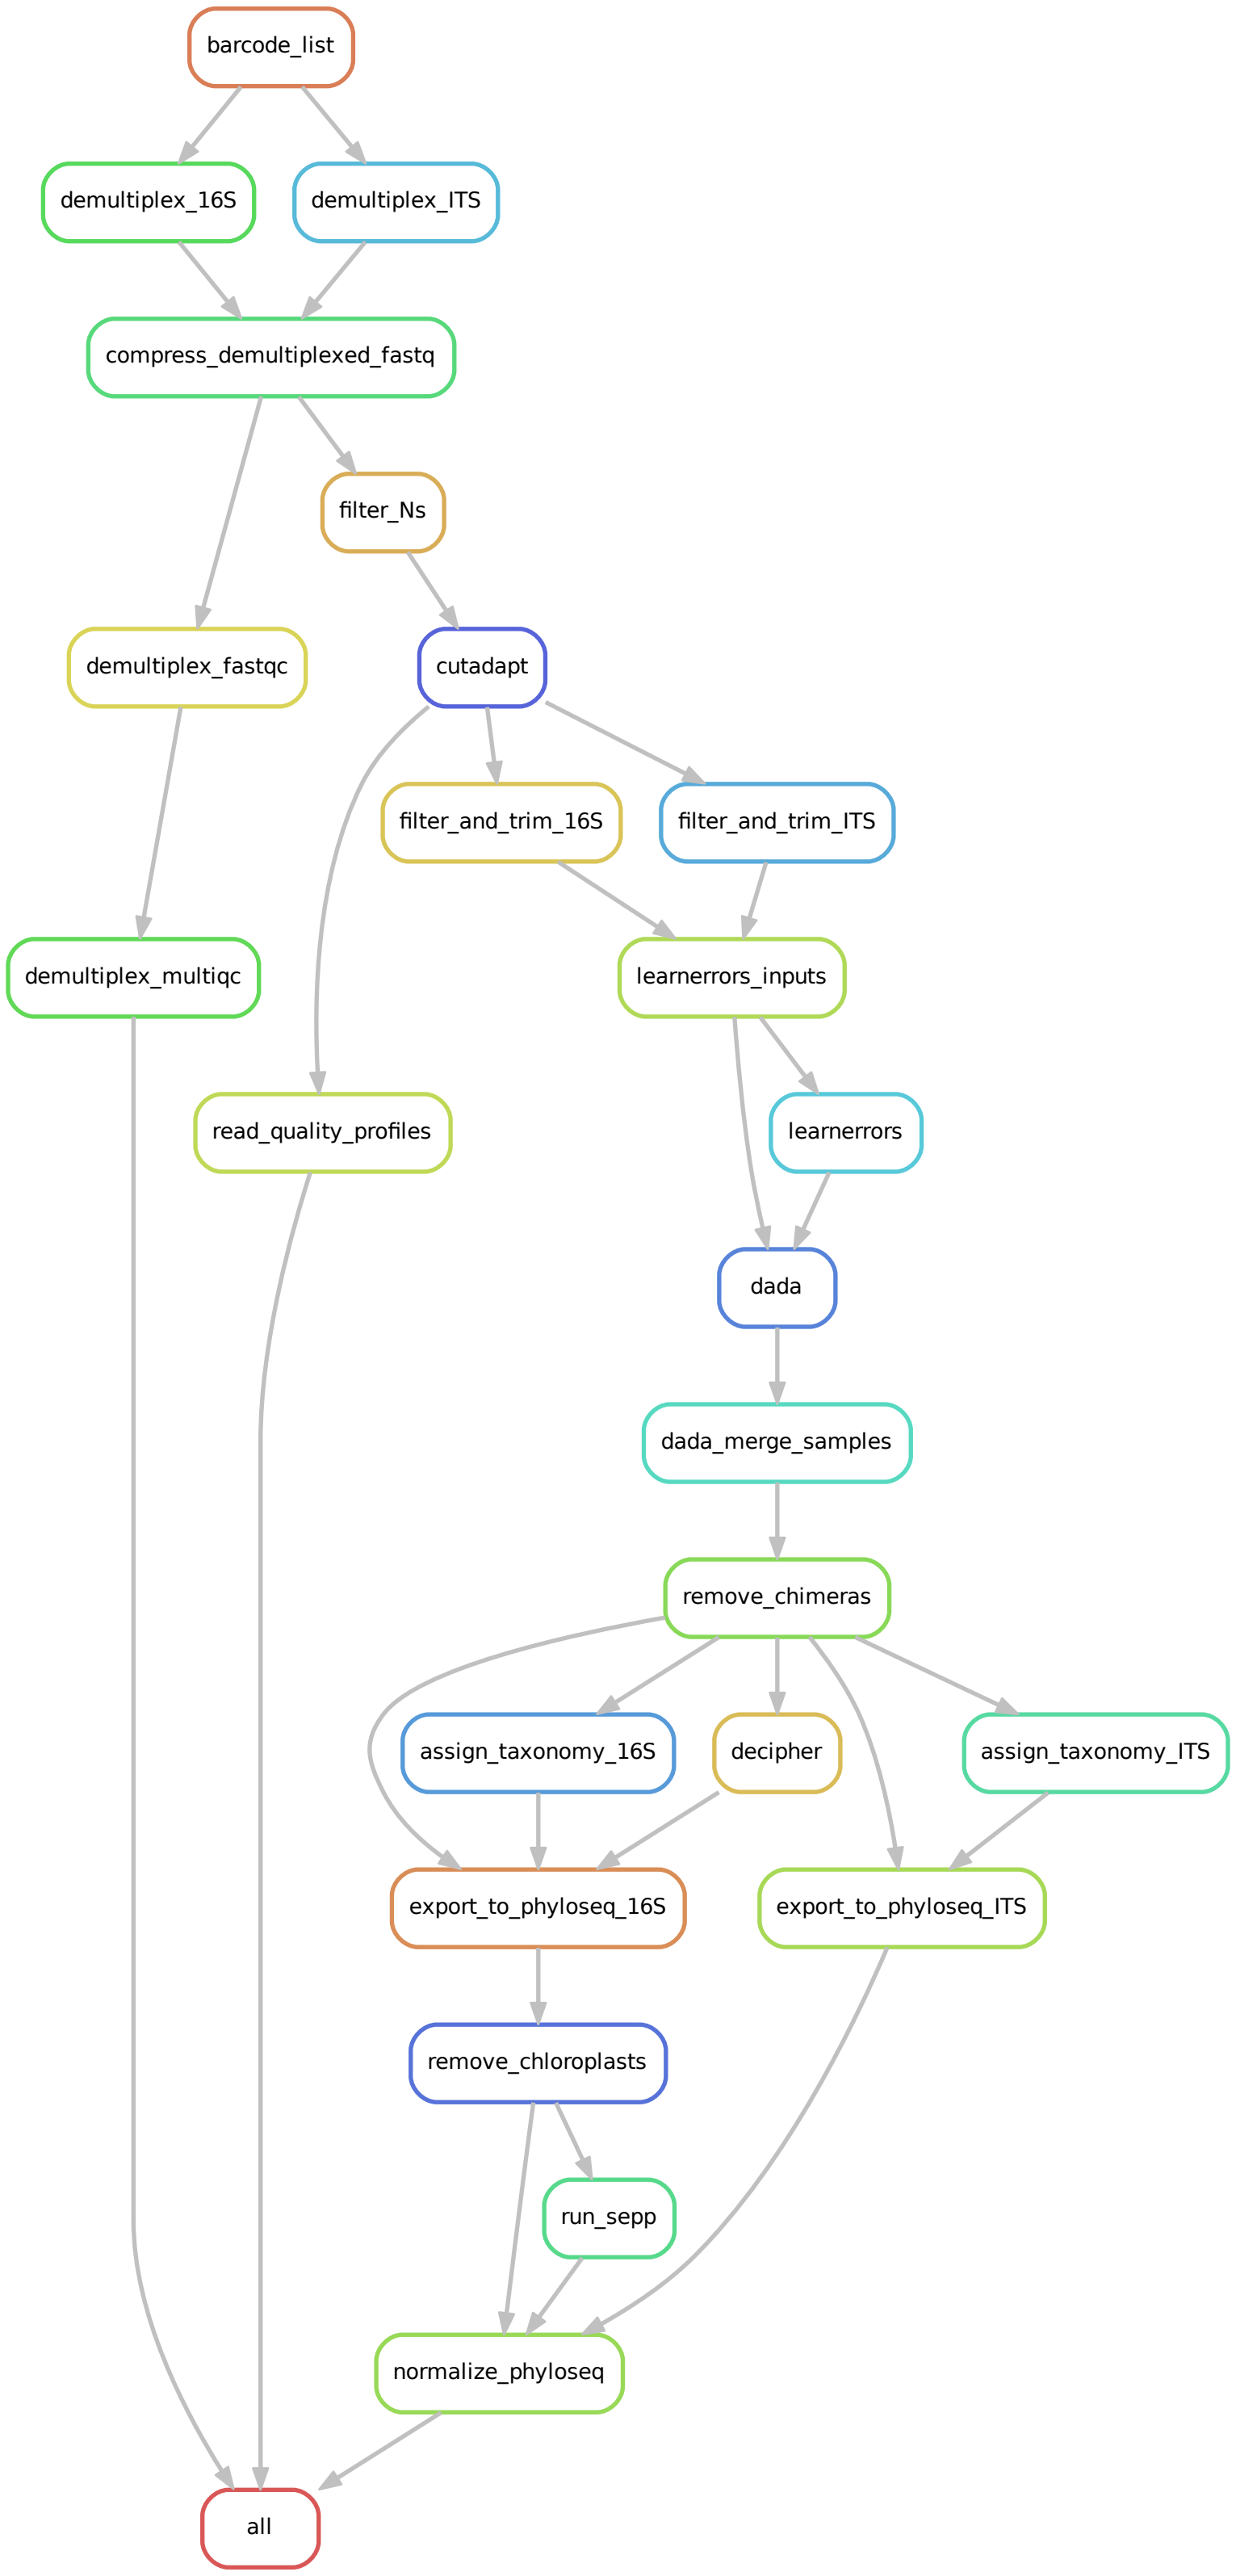 barcode_list
demultiplex_16S
demultiplex_ITS
compress_demultiplexed_fastq
filter_Ns
demultiplex_fastqc
cutadapt
filter_and_trim_16S
filter_and_trim_ITS
demultiplex_multiqc
learnerrors_inputs
read_quality_profiles
learnerrors
dada
dada_merge_samples
remove_chimeras
assign_taxonomy_16S
decipher
assign_taxonomy_ITS
export_to_phyloseq_16S
export_to_phyloseq_ITS
remove_chloroplasts
run_sepp
normalize_phyloseq
all